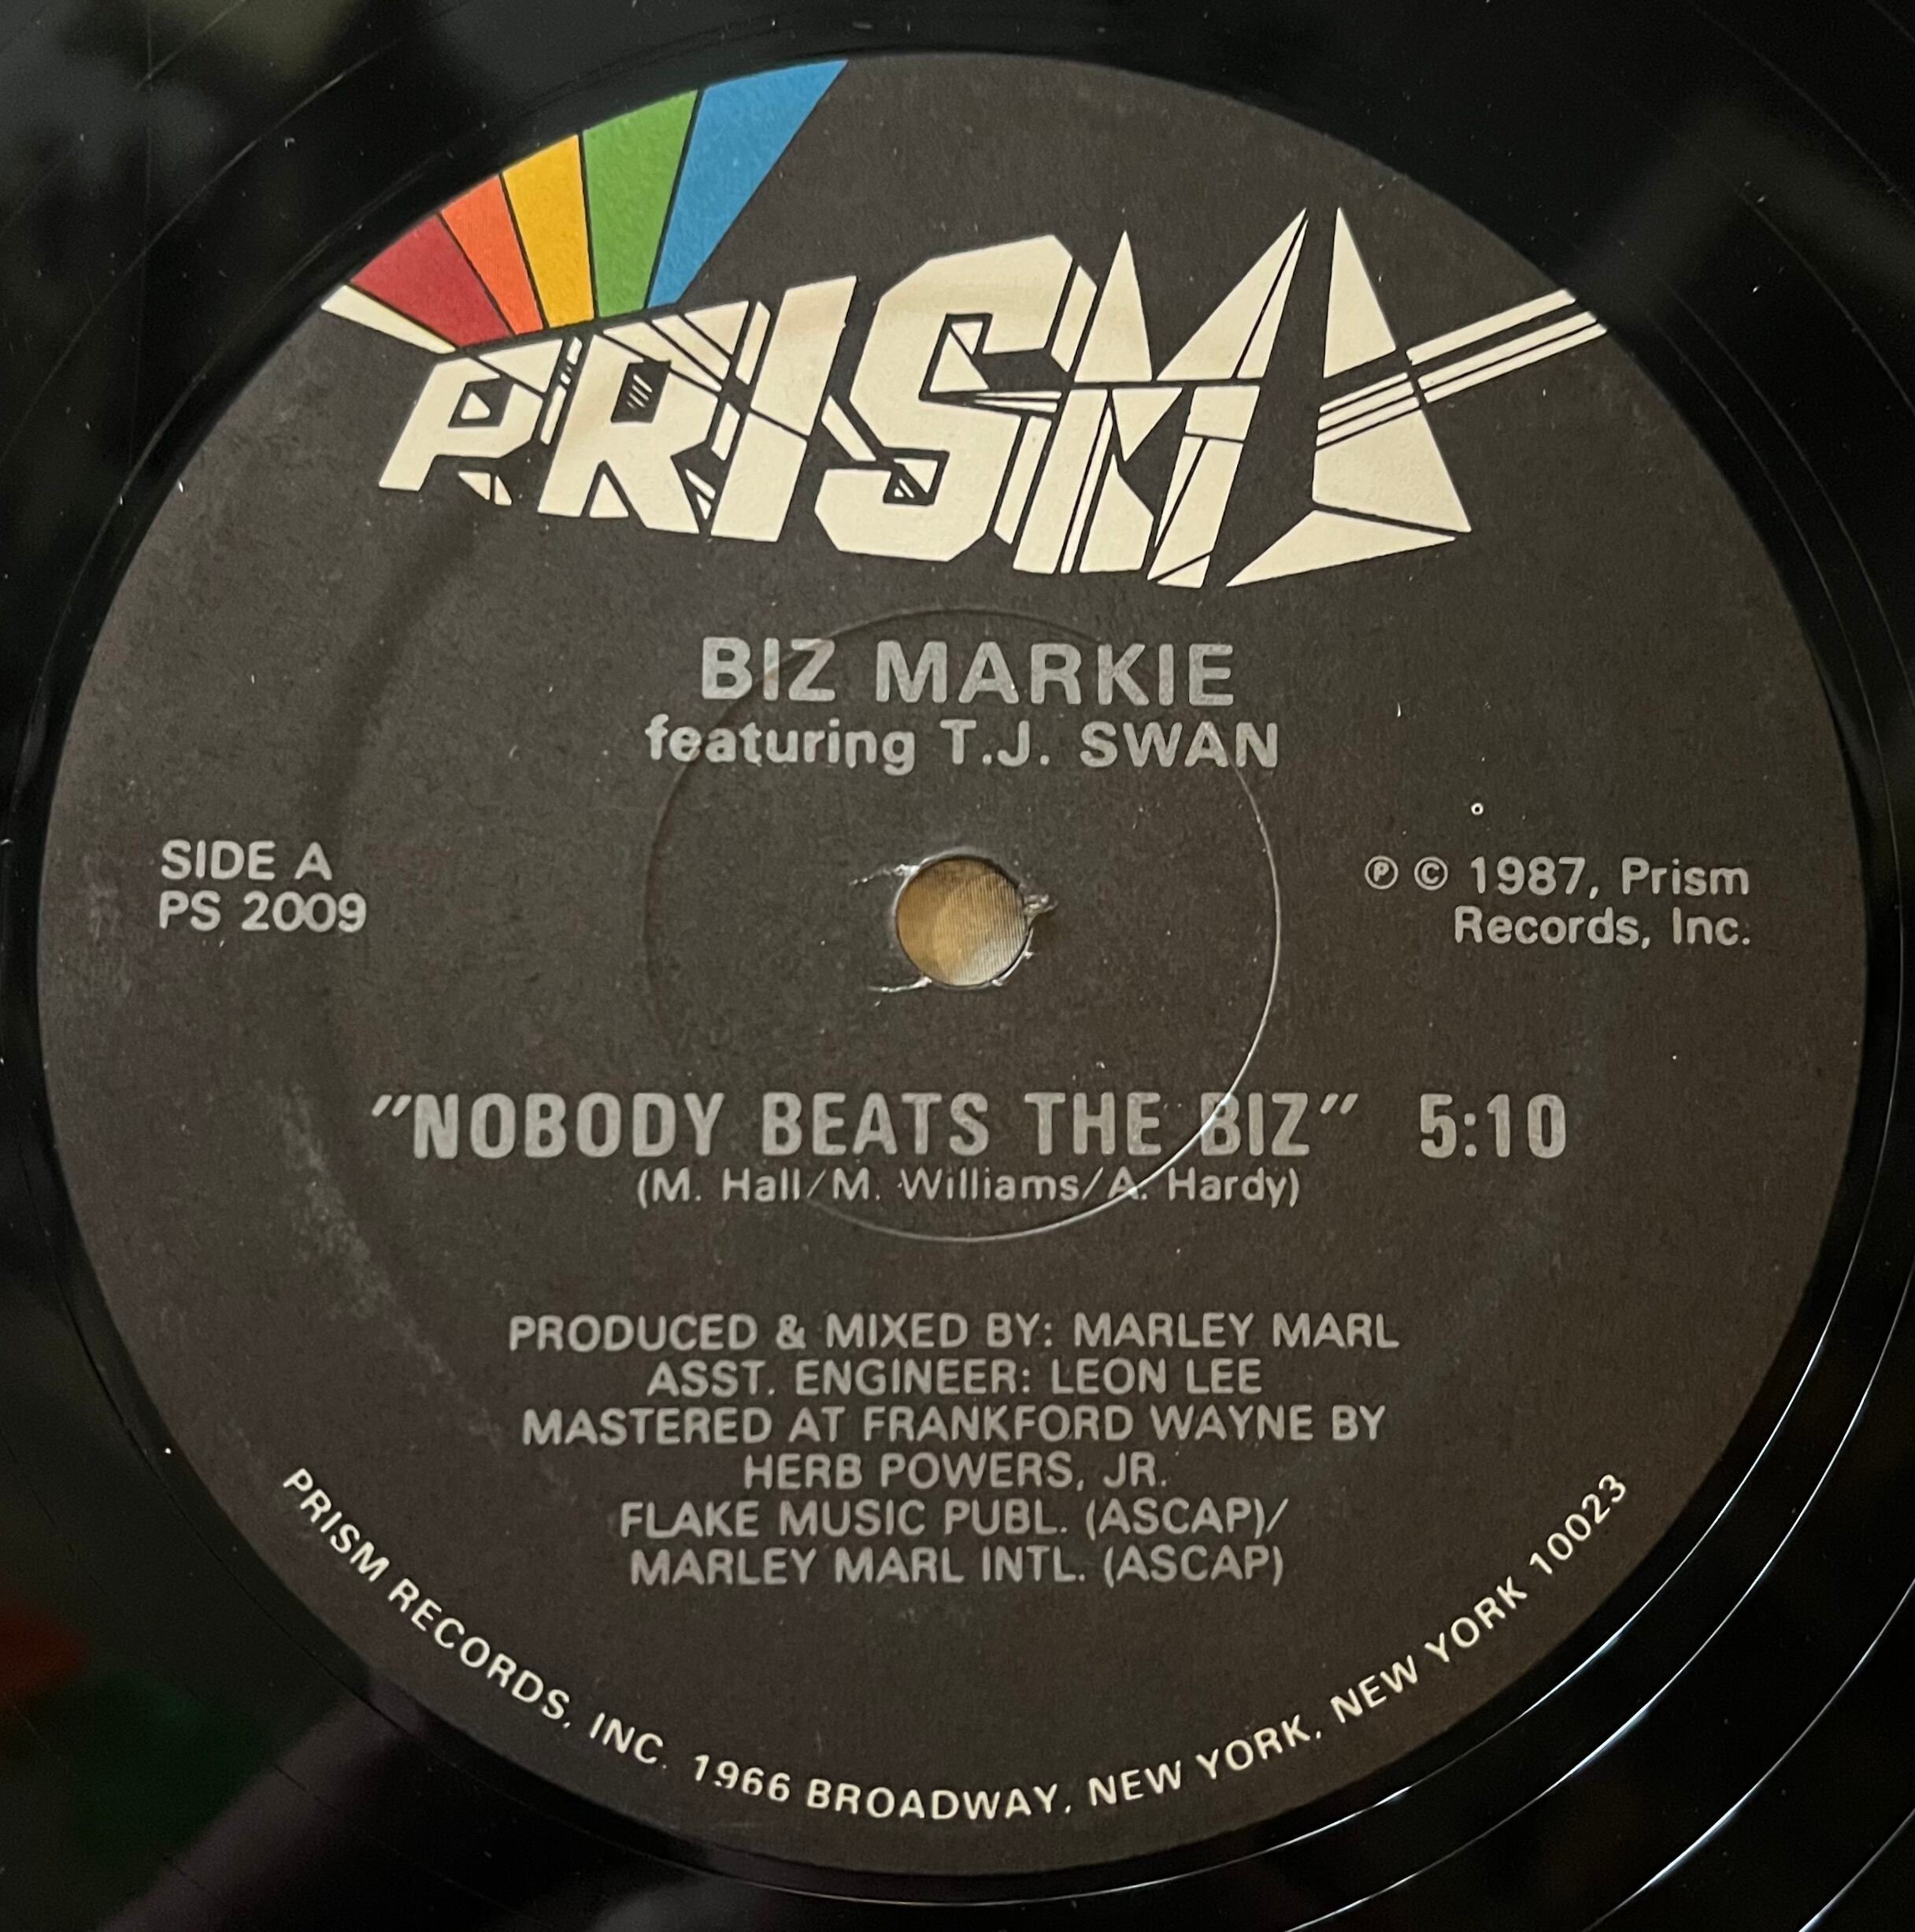 PRISM
BIZ MARKIE
featuring T.J. SWAN
SIDE A
PS 2009
℗ © 1987, Prism
Records, Inc.
"NOBODY BEATS THE BIZ" 5:10
(M. Hall/M. Williams/A. Hardy)
PRODUCED & MIXED BY: MARLEY MARL
ASST. ENGINEER: LEON LEE
MASTERED AT FRANKFORD WAYNE BY
HERB POWERS, JR.
FLAKE MUSIC PUBL. (ASCAP)/
MARLEY MARL INTL. (ASCAP)
PRISM RECORDS, INC. 1966 BROADWAY, NEW YORK, NEW YORK 10023